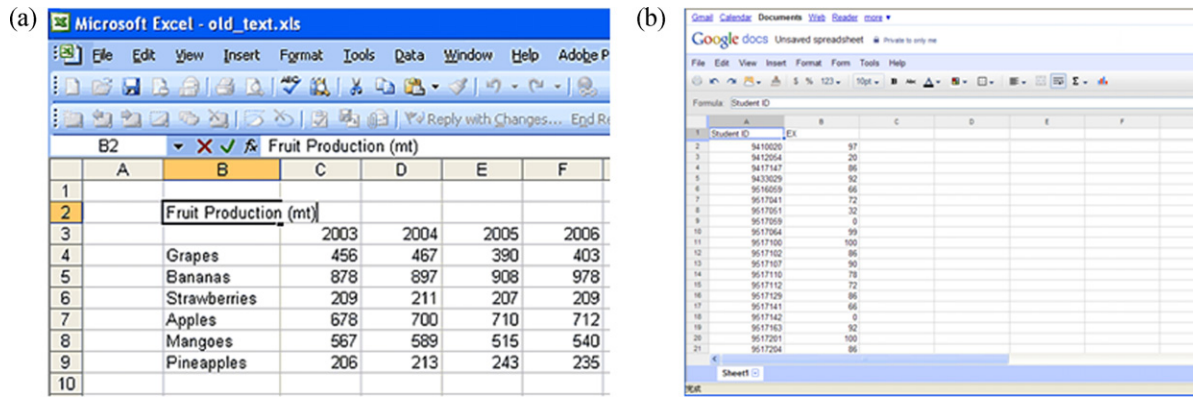 (a)
Microsoft Excel - old_text.xls
File Edit View Insert Format Tools Data Window Help Adobe P
Reply with Changes... End Re
B2 Fruit Production (mt)
A B C D E F
1
2 Fruit Production (mt)
3 2003 2004 2005 2006
4 Grapes 456 467 390 403
5 Bananas 878 897 908 978
6 Strawberries 209 211 207 209
7 Apples 678 700 710 712
8 Mangoes 567 589 515 540
9 Pineapples 206 213 243 235
10
(b)
Gmail Calendar Documents Web Reader more ▼
Google docs Unsaved spreadsheet Private to only me
File Edit View Insert Format Form Tools Help
$ % 123 10pt B Abc A Σ
Formula: Student ID
A B C D E F
1 Student ID EX
2 9410020 97
3 9412054 20
4 9417147 86
5 9433029 92
6 9516059 66
7 9517041 72
8 9517051 32
9 9517059 0
10 9517064 99
11 9517100 100
12 9517102 86
13 9517107 90
14 9517110 78
15 9517112 72
16 9517129 86
17 9517141 66
18 9517142 0
19 9517163 92
20 9517201 100
21 9517204 86
Sheet1
完成